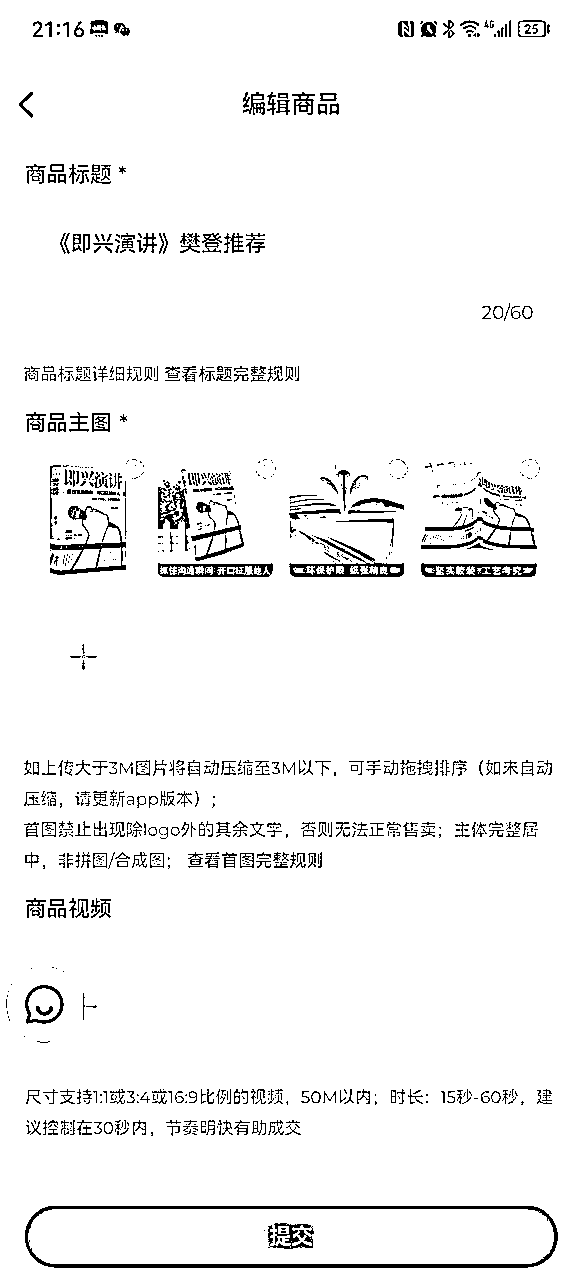 21:16
4G
25
编辑商品
商品标题 *
《即兴演讲》樊登推荐
20/60
商品标题详细规则 查看标题完整规则
商品主图 *
即兴演讲
即兴演讲
抓住沟通瞬间 开口征服他人
环保护眼 纸张精良
即兴演讲
坚实胶装 工艺考究
如上传大于3M图片将自动压缩至3M以下，可手动拖拽排序（如未自动
压缩，请更新app版本）；
首图禁止出现除logo外的其余文字，否则无法正常售卖；主体完整居
中，非拼图/合成图； 查看首图完整规则
商品视频
尺寸支持1:1或3:4或16:9比例的视频，50M以内；时长：15秒-60秒，建
议控制在30秒内，节奏明快有助成交
提交